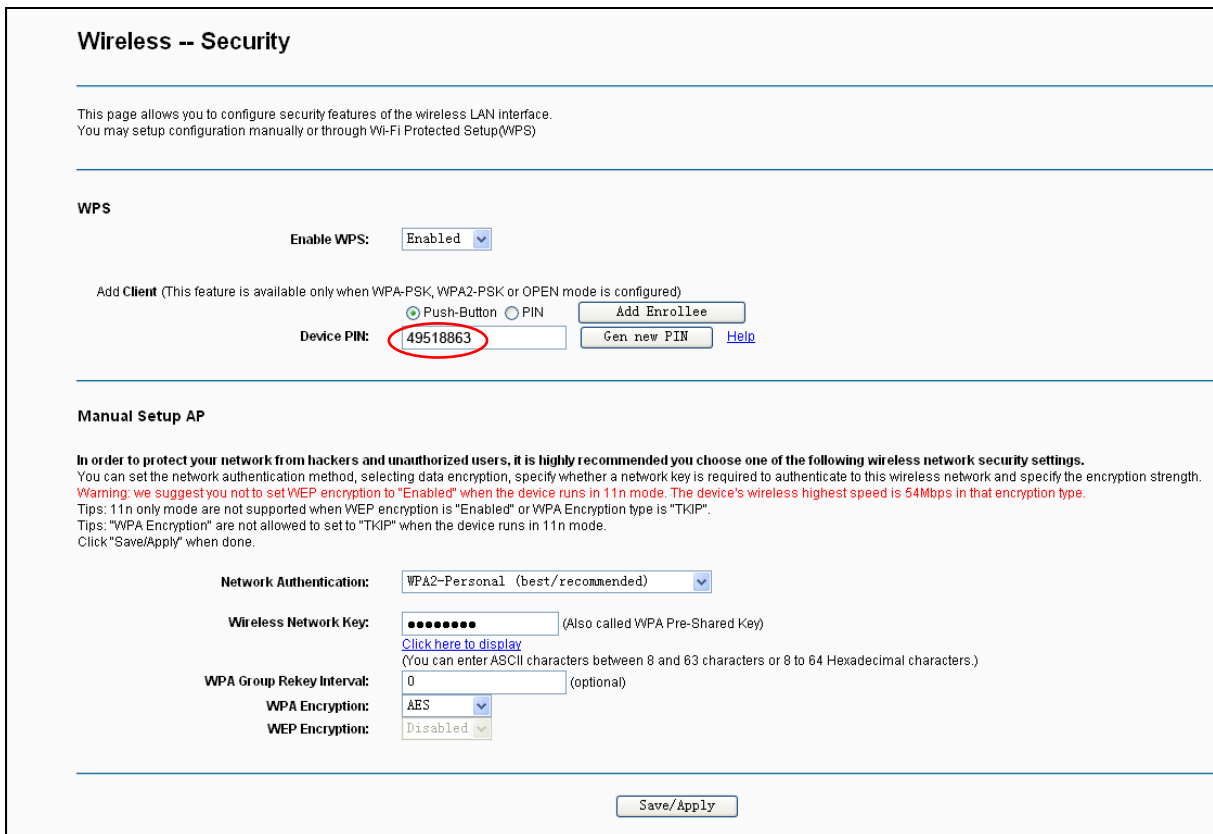 Wireless -- Security
This page allows you to configure security features of the wireless LAN interface.
You may setup configuration manually or through Wi-Fi Protected Setup(WPS)
WPS
Enable WPS: Enabled
Add Client (This feature is available only when WPA-PSK, WPA2-PSK or OPEN mode is configured)
Push-Button PIN Add Enrollee
Device PIN: 49518863 Gen new PIN Help
Manual Setup AP
In order to protect your network from hackers and unauthorized users, it is highly recommended you choose one of the following wireless network security settings.
You can set the network authentication method, selecting data encryption, specify whether a network key is required to authenticate to this wireless network and specify the encryption strength.
Warning: we suggest you not to set WEP encryption to "Enabled" when the device runs in 11n mode. The device's wireless highest speed is 54Mbps in that encryption type.
Tips: 11n only mode are not supported when WEP encryption is "Enabled" or WPA Encryption type is "TKIP".
Tips: "WPA Encryption" are not allowed to set to "TKIP" when the device runs in 11n mode.
Click "Save/Apply" when done.
Network Authentication: WPA2-Personal (best/recommended)
Wireless Network Key: ●●●●●●●● (Also called WPA Pre-Shared Key)
Click here to display
(You can enter ASCII characters between 8 and 63 characters or 8 to 64 Hexadecimal characters.)
WPA Group Rekey Interval: 0 (optional)
WPA Encryption: AES
WEP Encryption: Disabled
Save/Apply